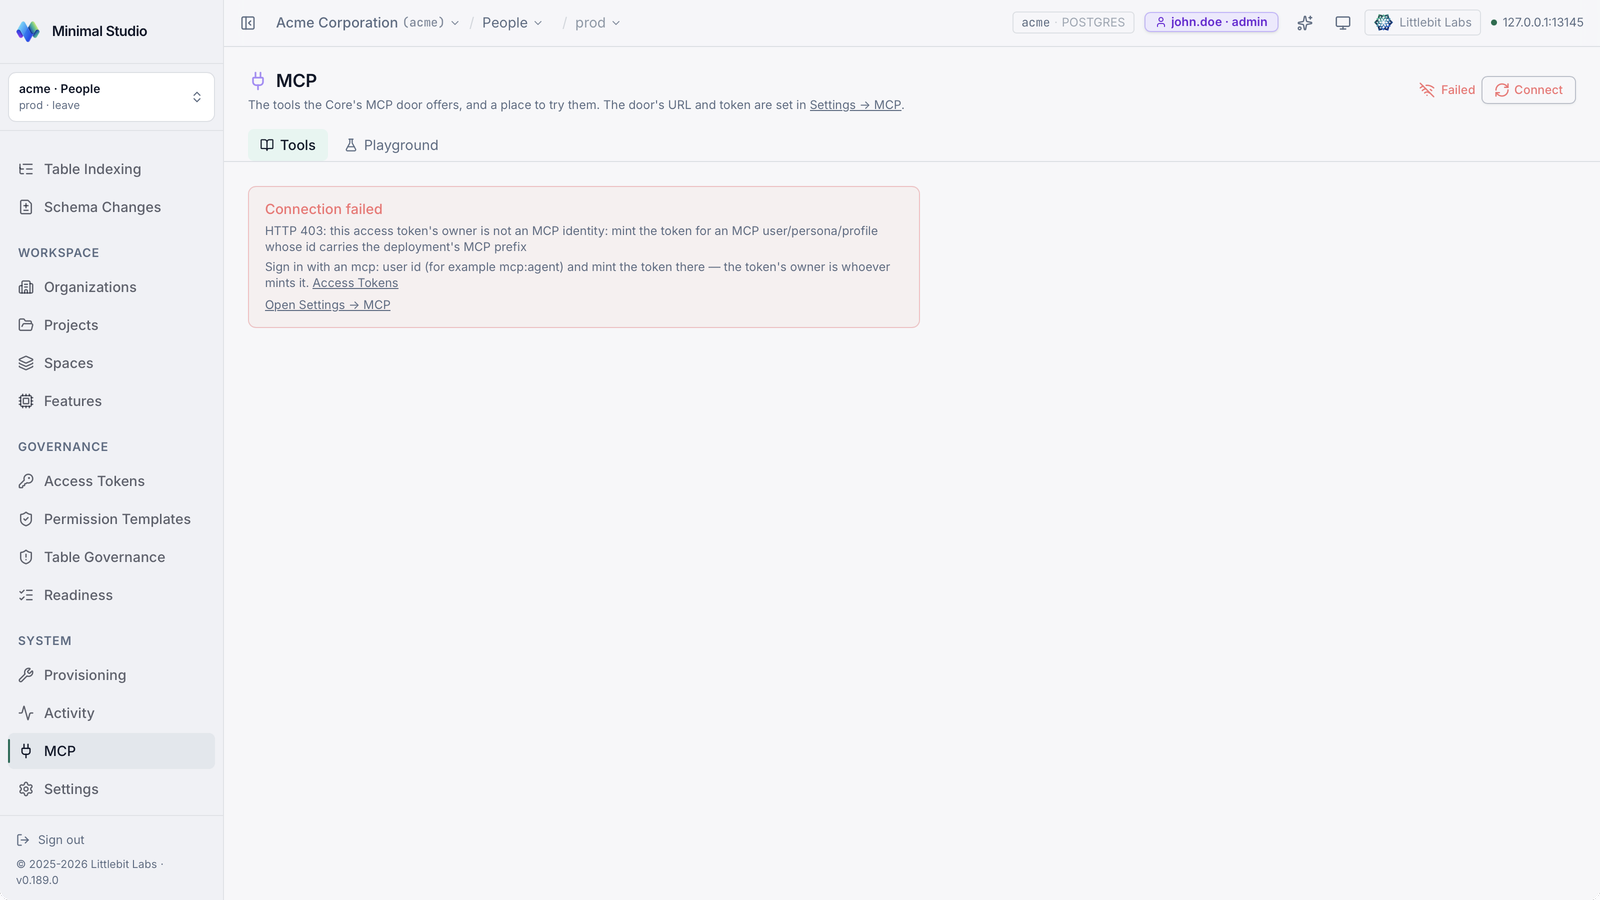 Minimal Studio
acme · People
prod · leave
Table Indexing
Schema Changes
WORKSPACE
Organizations
Projects
Spaces
Features
GOVERNANCE
Access Tokens
Permission Templates
Table Governance
Readiness
SYSTEM
Provisioning
Activity
MCP
Settings
Sign out
© 2025-2026 Littlebit Labs ·
v0.189.0
Acme Corporation (acme) / People / prod
acme · POSTGRES
john.doe · admin
Littlebit Labs
127.0.0.1:13145
MCP
The tools the Core's MCP door offers, and a place to try them. The door's URL and token are set in Settings → MCP.
Failed
Connect
Tools
Playground
Connection failed
HTTP 403: this access token's owner is not an MCP identity: mint the token for an MCP user/persona/profile
whose id carries the deployment's MCP prefix
Sign in with an mcp: user id (for example mcp:agent) and mint the token there — the token's owner is whoever
mints it. Access Tokens
Open Settings → MCP